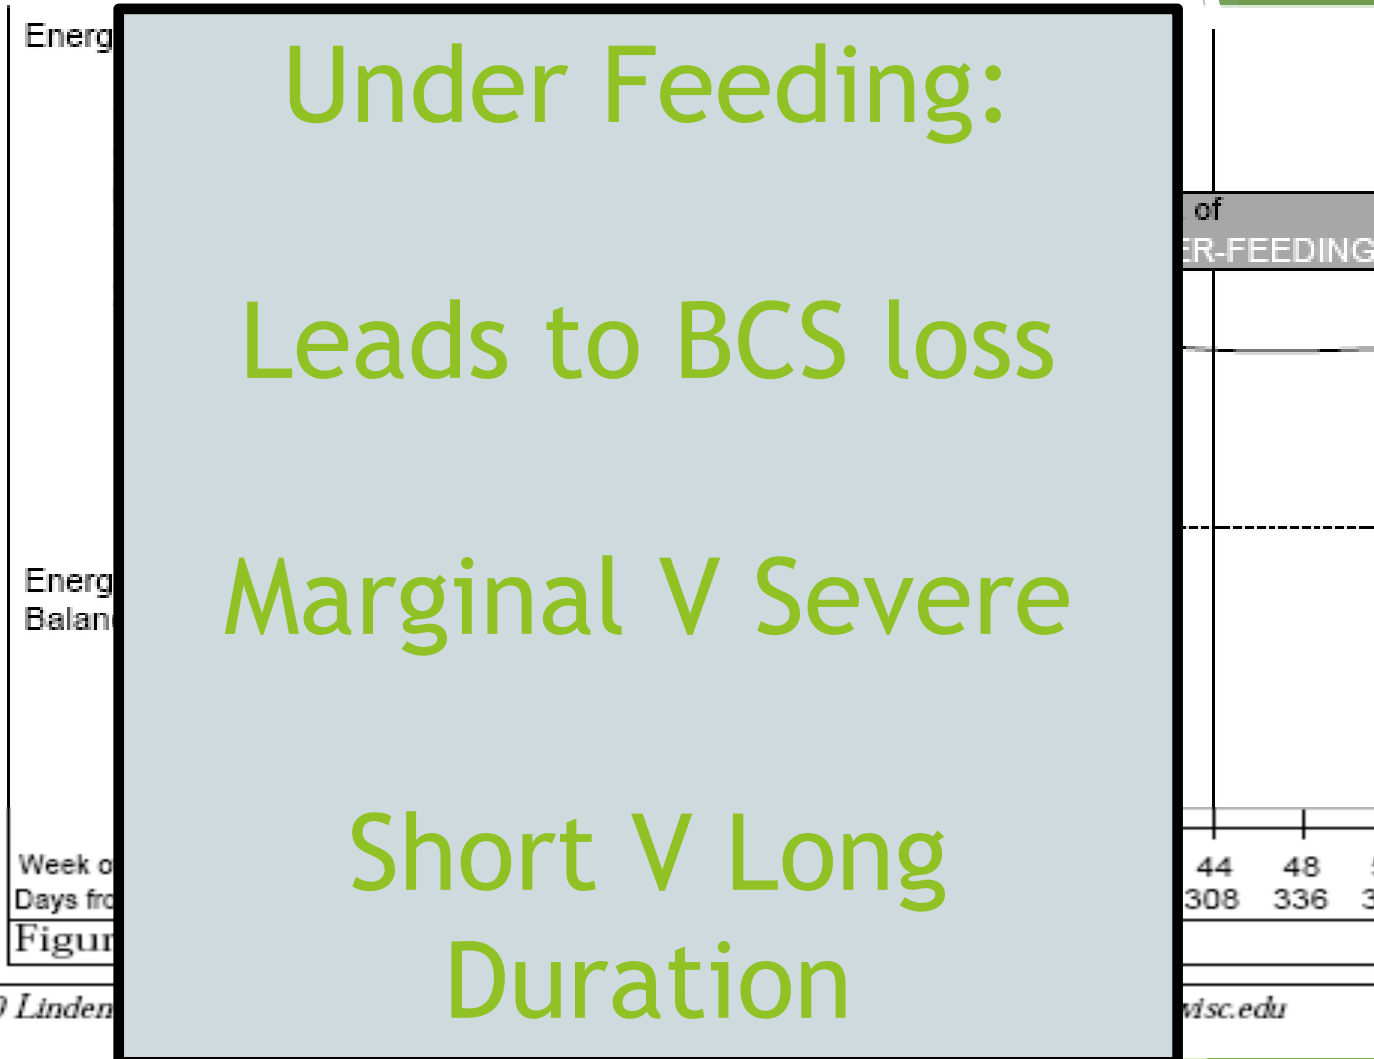 Energ
Under Feeding:
of
ER-FEEDING
Leads to BCS loss
Energ
Balan
Marginal V Severe
Short V Long
Duration
Week o
44 48
Days fro
308 336
Figur
Linden
wisc.edu